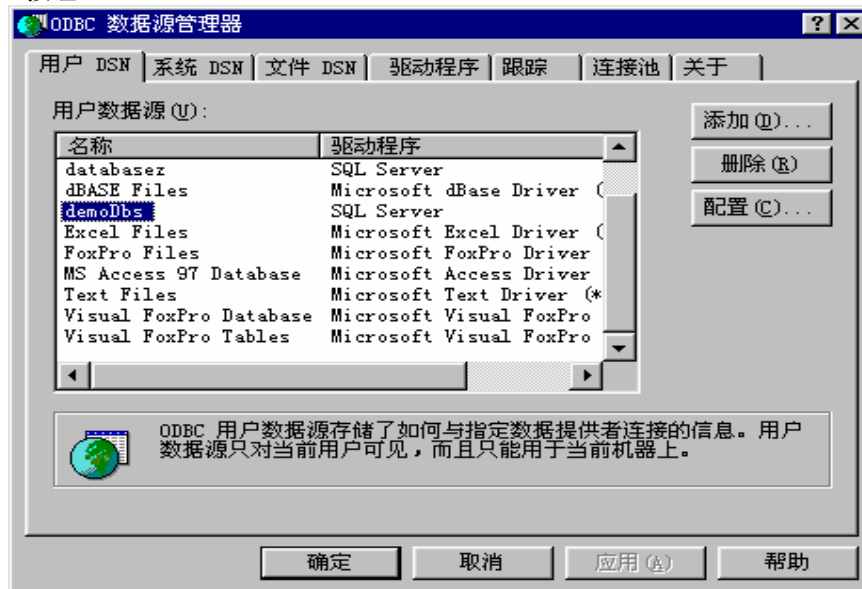 ODBC 数据源管理器
用户 DSN 系统 DSN 文件 DSN 驱动程序 跟踪 连接池 关于
用户数据源(U):
添加(D)...
删除(R)
配置(C)...
名称 驱动程序
databasez SQL Server
dBASE Files Microsoft dBase Driver (
demoDbs SQL Server
Excel Files Microsoft Excel Driver (
FoxPro Files Microsoft FoxPro Driver
MS Access 97 Database Microsoft Access Driver
Text Files Microsoft Text Driver (*
Visual FoxPro Database Microsoft Visual FoxPro
Visual FoxPro Tables Microsoft Visual FoxPro
ODBC 用户数据源存储了如何与指定数据提供者连接的信息。用户
数据源只对当前用户可见，而且只能用于当前机器上。
确定 取消 应用(A) 帮助